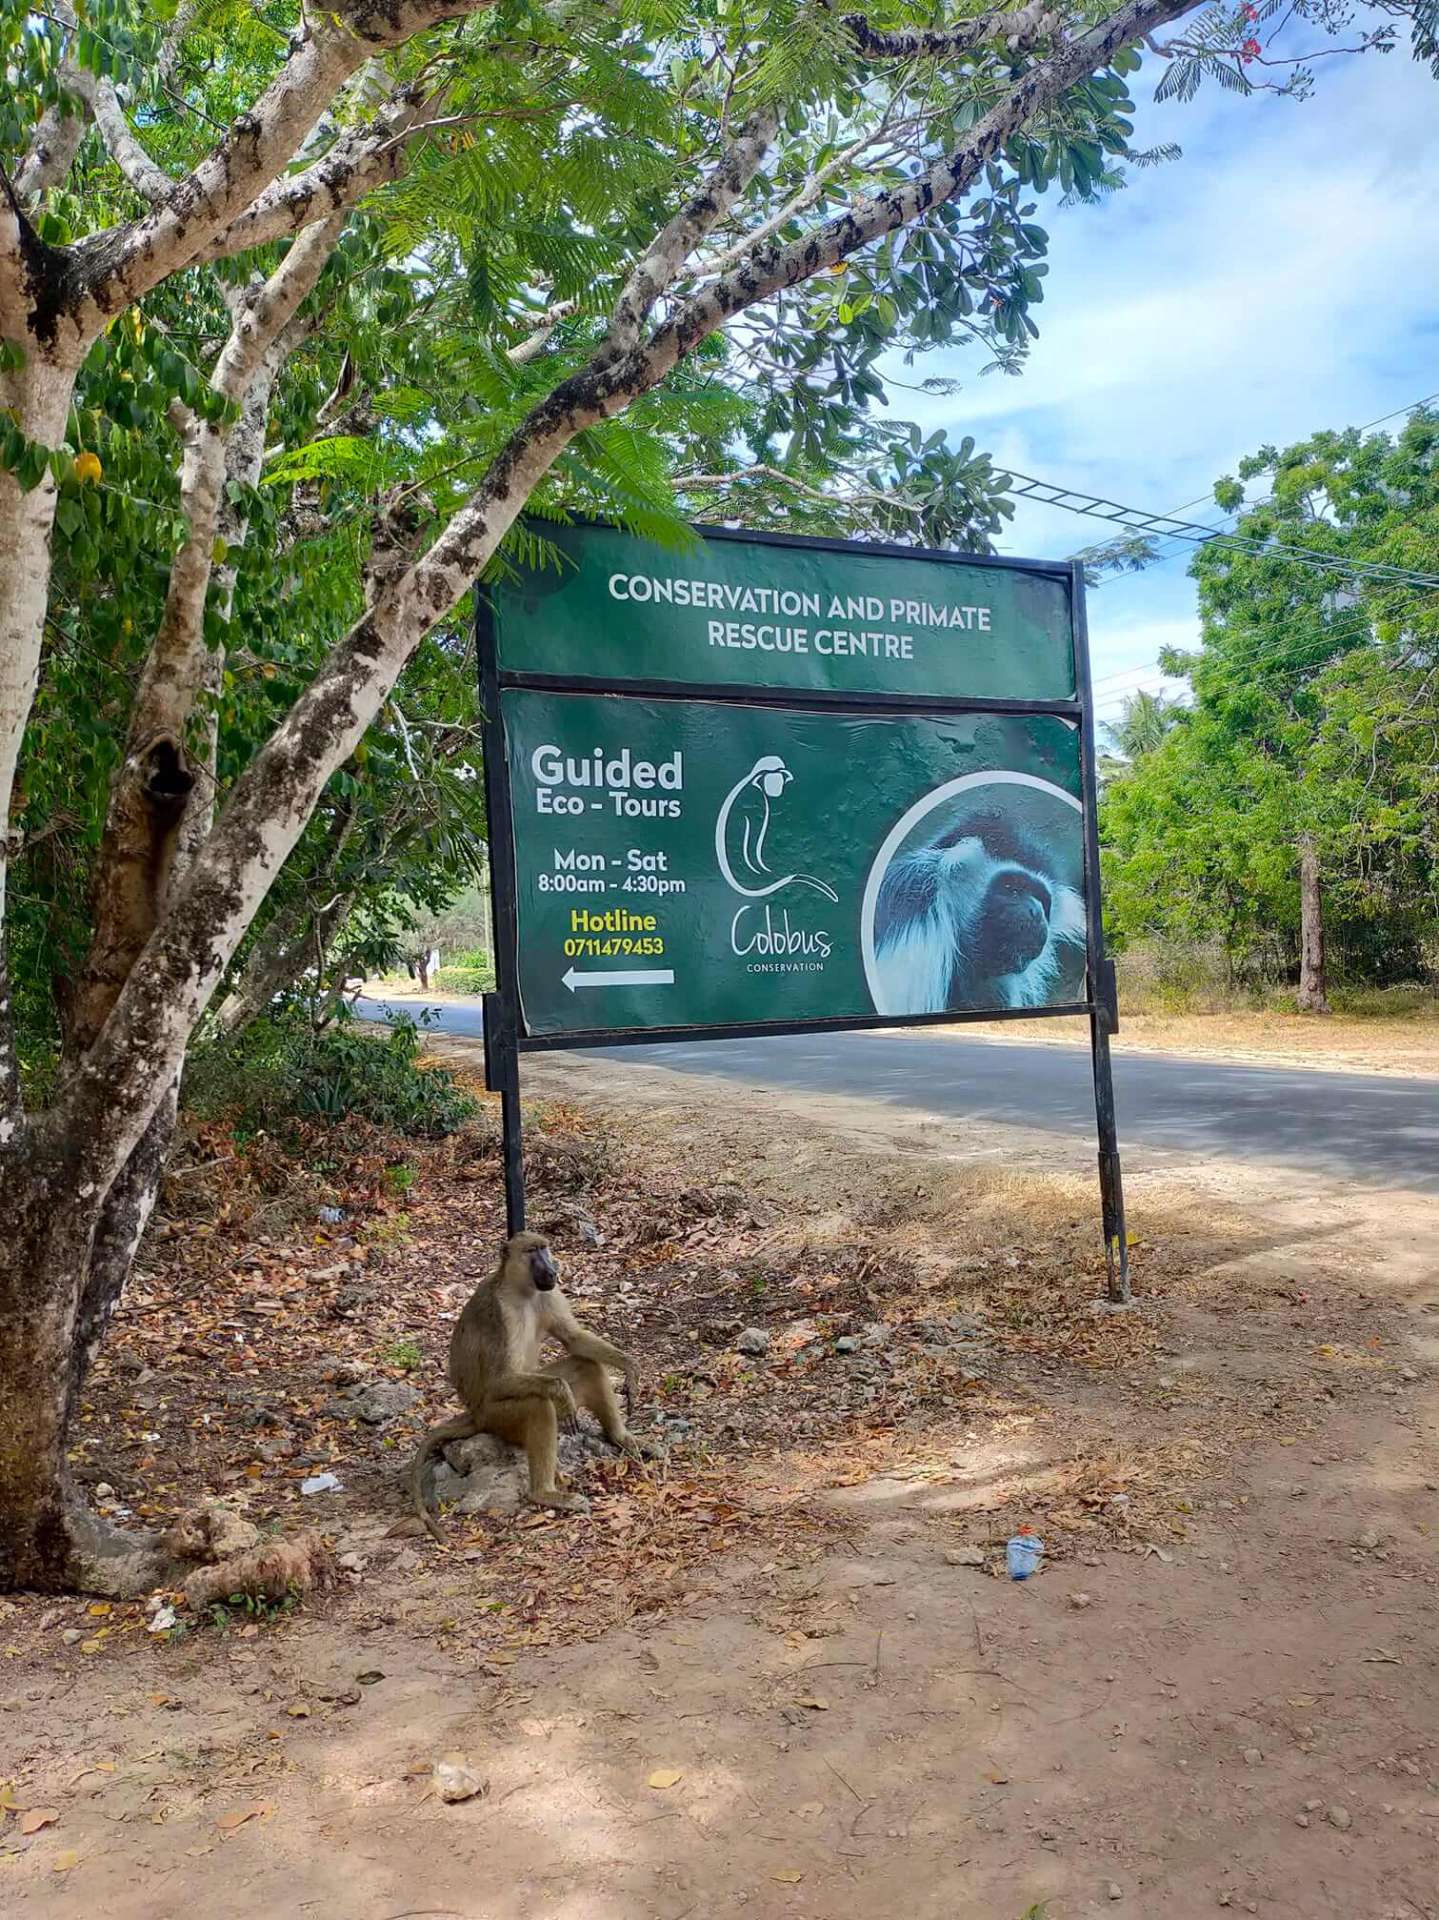 CONSERVATION AND PRIMATE
RESCUE CENTRE
Guided
Eco - Tours
Mon - Sat
8:00am - 4:30pm
Hotline
0711479453
Colobus
CONSERVATION